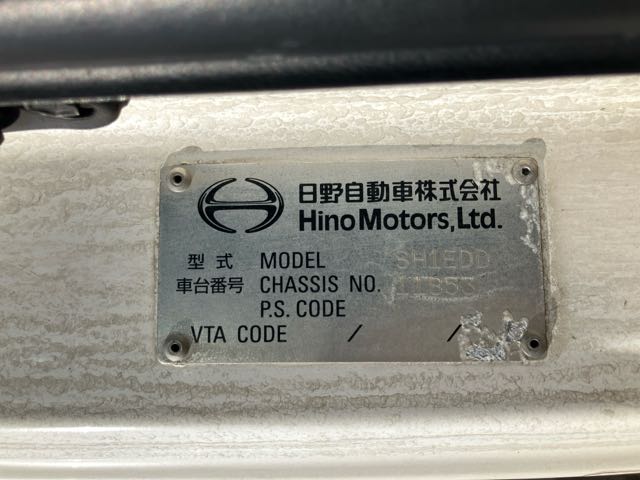 日野自動車株式会社
Hino Motors, Ltd.
型式 MODEL SH1EDD
車台番号 CHASSIS NO.
P.S. CODE
VTA CODE / /